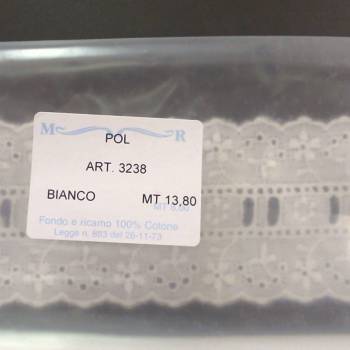 M R
POL
ART. 3238
BIANCO MT 13,80
Fondo e ricamo 100% Cotone
Legge n. 883 del 26-11-73